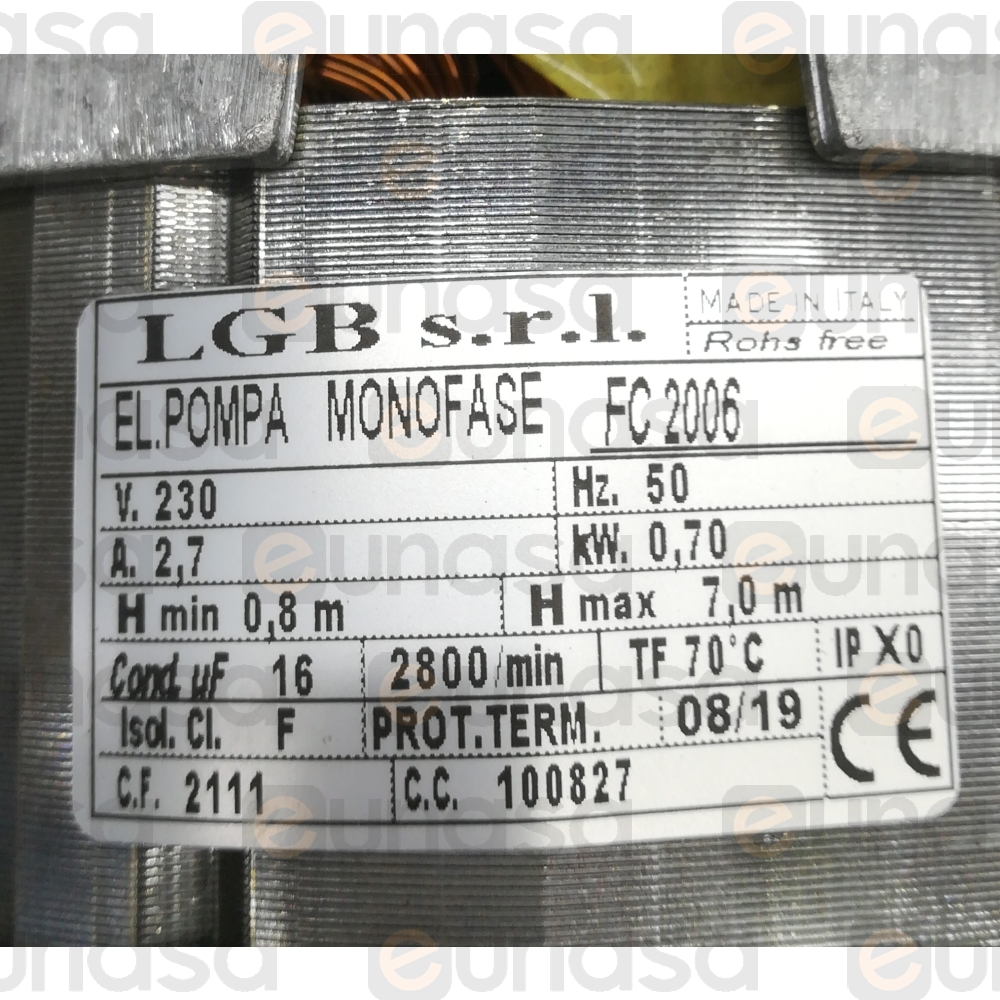 LGB s.r.l.
MADE IN ITALY
Rohs free
EL.POMPA MONOFASE FC 2006
V. 230 Hz. 50
A. 2,7 kW. 0,70
H min 0,8 m H max 7,0 m
Cond. uF 16 2800/min TF 70°C IP X0
Isol. Cl. F PROT.TERM. 08/19 CE
C.F. 2111 C.C. 100827
eunasa